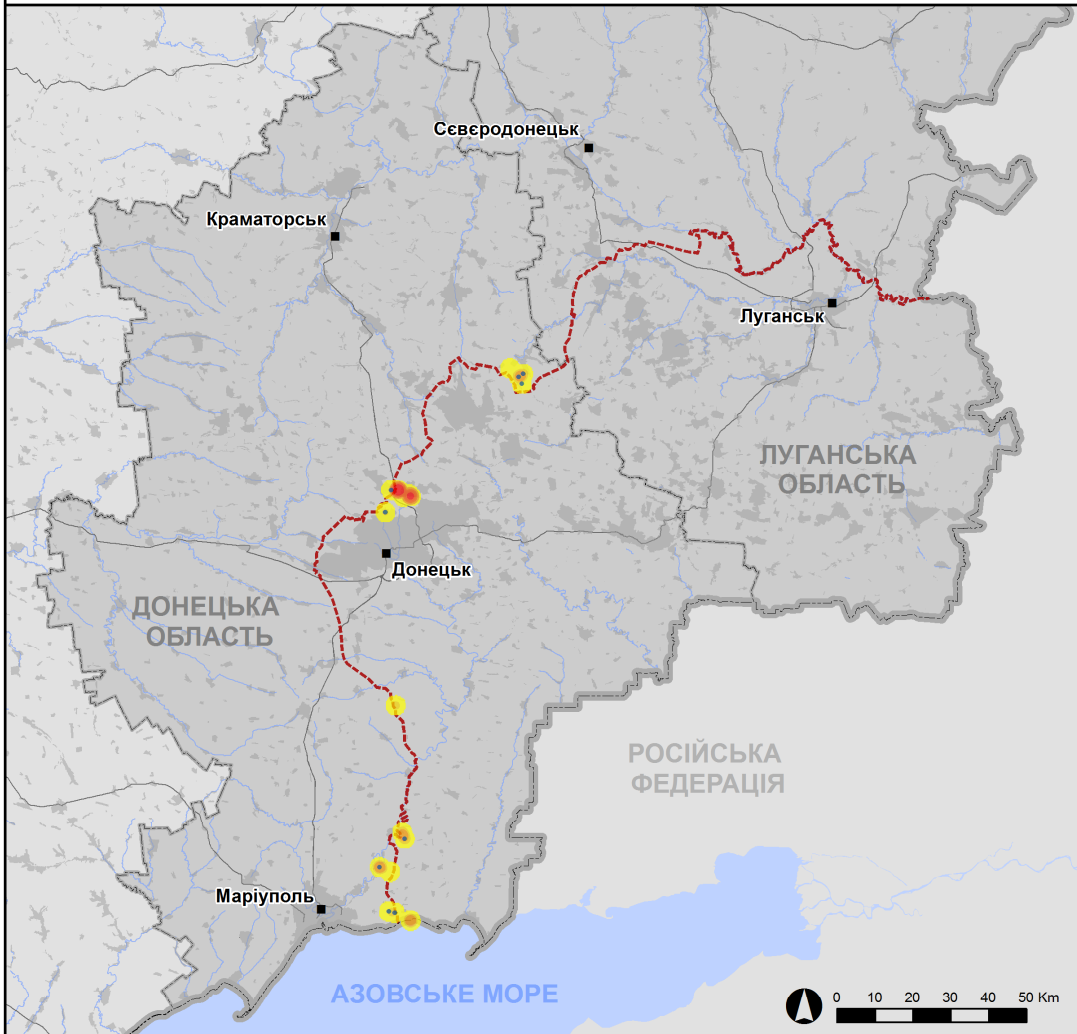 Сєвєродонецьк
Краматорськ
Луганськ
ЛУГАНСЬКА
ОБЛАСТЬ
Донецьк
ДОНЕЦЬКА
ОБЛАСТЬ
РОСІЙСЬКА
ФЕДЕРАЦІЯ
Маріуполь
АЗОВСЬКЕ МОРЕ
0 10 20 30 40 50 Km